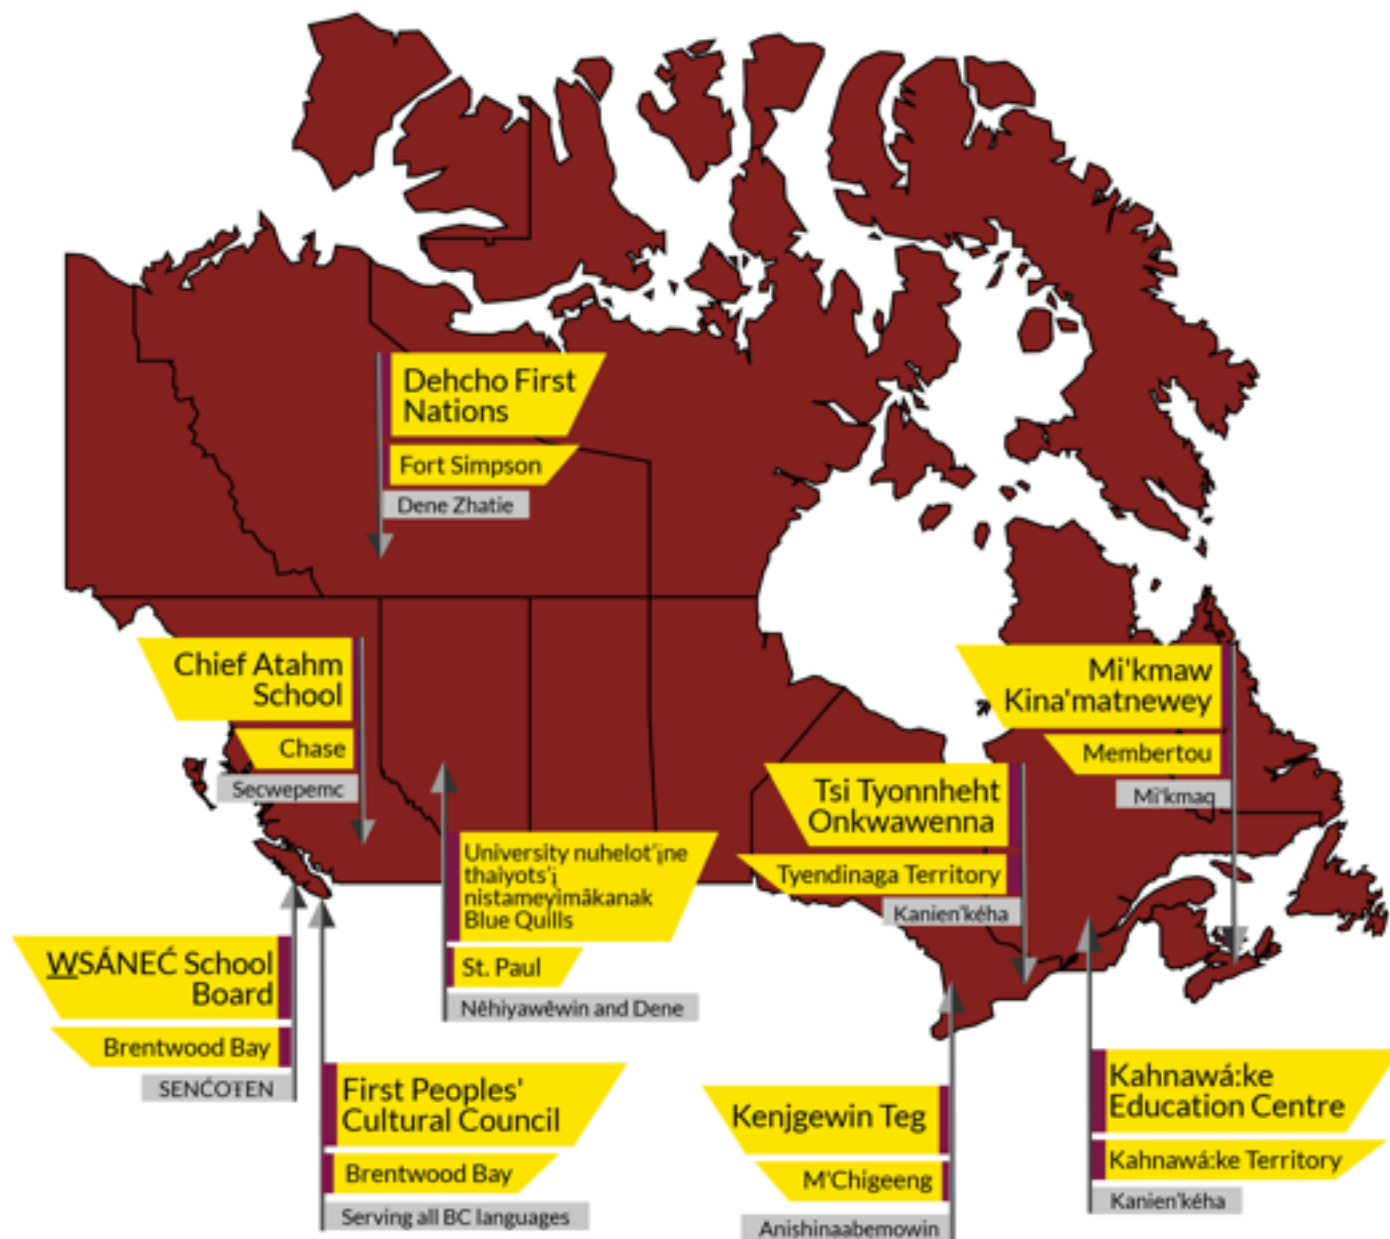 Dehcho First
Nations
Fort Simpson
Dene Zhatie
Chief Atahm
School
Chase
Secwepemc
Mi'kmaw
Kina'matnewey
Membertou
Mi'kmaq
Tsi Tyonnheht
Onkwawenna
Tyendinaga Territory
Kanien'kéha
University nuhelot'įne
thaiyots'į
nistameyimâkanak
Blue Quills
St. Paul
Nêhiyawêwin and Dene
W̱SÁNEĆ School
Board
Brentwood Bay
SENĆOŦEN
First Peoples'
Cultural Council
Brentwood Bay
Serving all BC languages
Kenjgewin Teg
M'Chigeeng
Anishinaabemowin
Kahnawá:ke
Education Centre
Kahnawá:ke Territory
Kanien'kéha